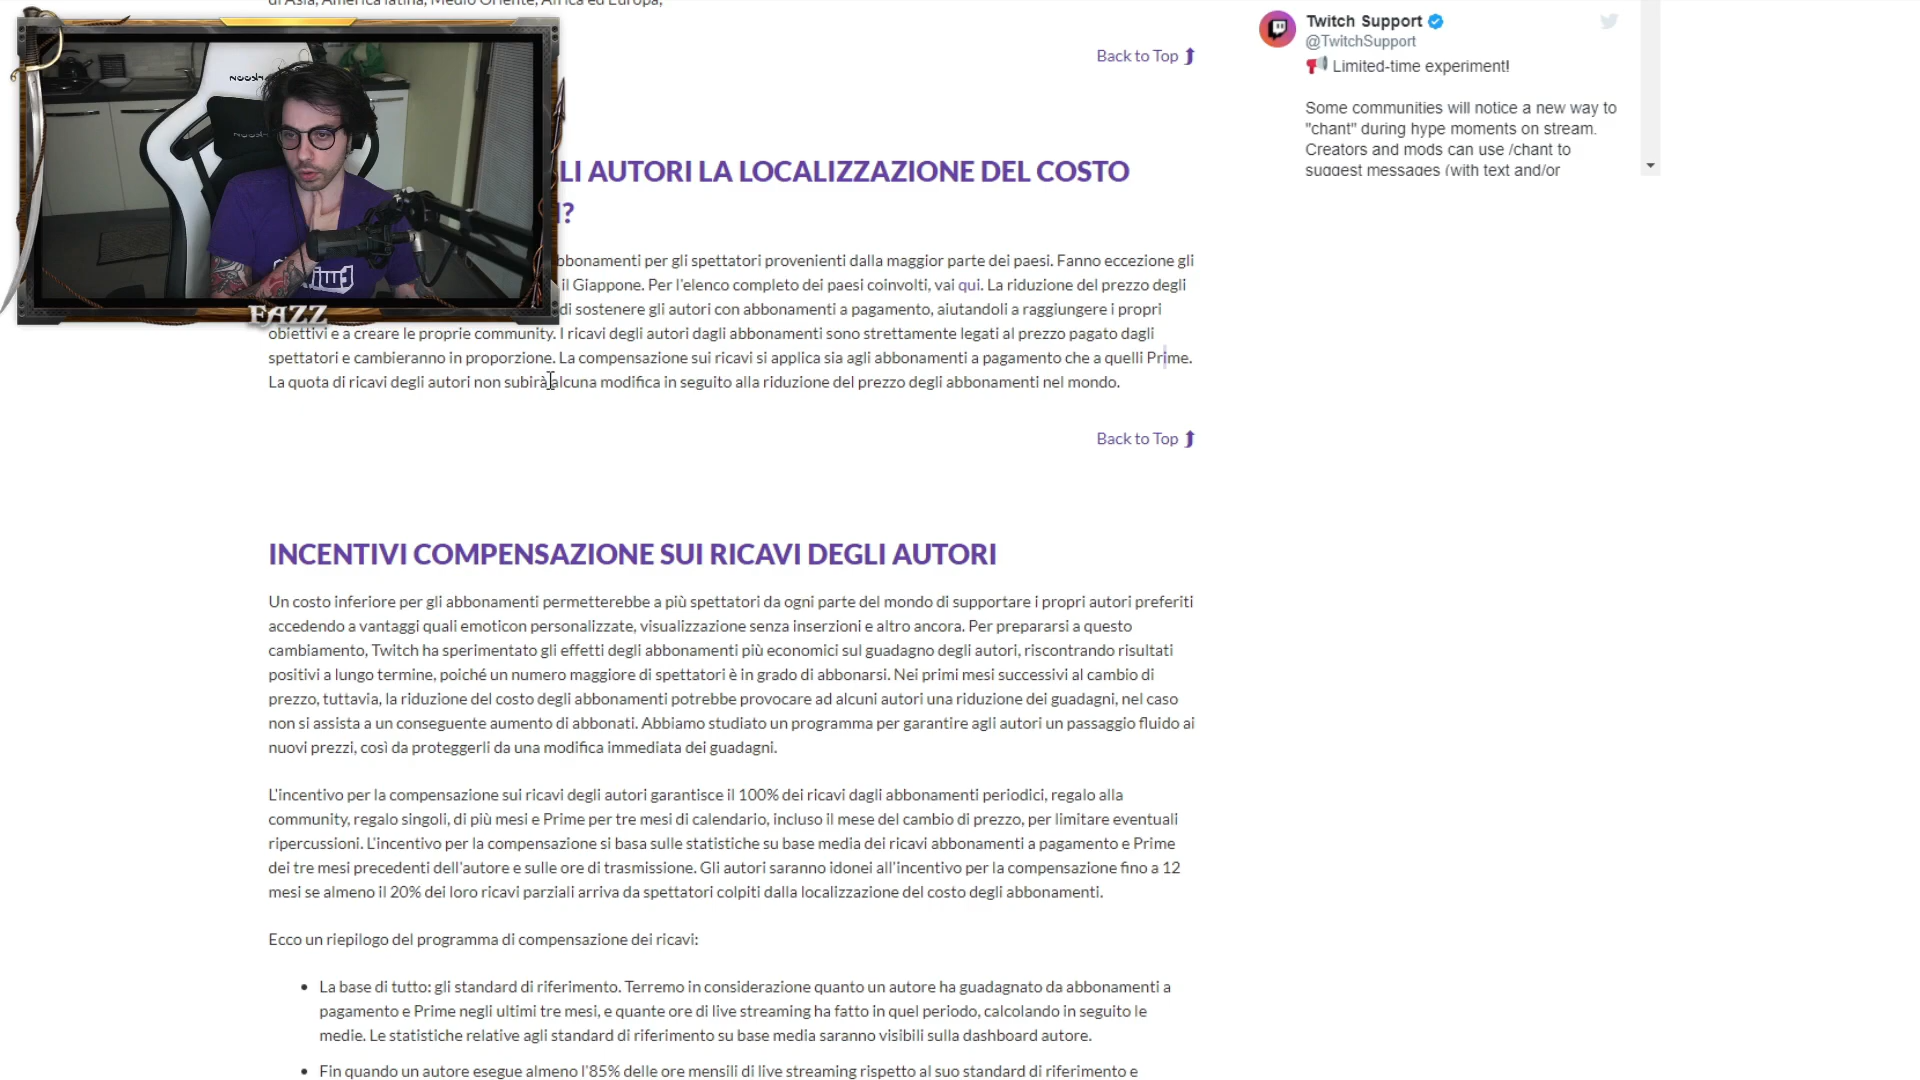 di Asia, America latina, Medio Oriente, Africa ed Europa,
Back to Top
LI AUTORI LA LOCALIZZAZIONE DEL COSTO
I?
bbonamenti per gli spettatori provenienti dalla maggior parte dei paesi. Fanno eccezione gli
il Giappone. Per l'elenco completo dei paesi coinvolti, vai qui. La riduzione del prezzo degli
di sostenere gli autori con abbonamenti a pagamento, aiutandoli a raggiungere i propri
obiettivi e a creare le proprie community. I ricavi degli autori dagli abbonamenti sono strettamente legati al prezzo pagato dagli
spettatori e cambieranno in proporzione. La compensazione sui ricavi si applica sia agli abbonamenti a pagamento che a quelli Prime.
La quota di ricavi degli autori non subirà alcuna modifica in seguito alla riduzione del prezzo degli abbonamenti nel mondo.
Back to Top
INCENTIVI COMPENSAZIONE SUI RICAVI DEGLI AUTORI
Un costo inferiore per gli abbonamenti permetterebbe a più spettatori da ogni parte del mondo di supportare i propri autori preferiti
accedendo a vantaggi quali emoticon personalizzate, visualizzazione senza inserzioni e altro ancora. Per prepararsi a questo
cambiamento, Twitch ha sperimentato gli effetti degli abbonamenti più economici sul guadagno degli autori, riscontrando risultati
positivi a lungo termine, poiché un numero maggiore di spettatori è in grado di abbonarsi. Nei primi mesi successivi al cambio di
prezzo, tuttavia, la riduzione del costo degli abbonamenti potrebbe provocare ad alcuni autori una riduzione dei guadagni, nel caso
non si assista a un conseguente aumento di abbonati. Abbiamo studiato un programma per garantire agli autori un passaggio fluido ai
nuovi prezzi, così da proteggerli da una modifica immediata dei guadagni.
L'incentivo per la compensazione sui ricavi degli autori garantisce il 100% dei ricavi dagli abbonamenti periodici, regalo alla
community, regalo singoli, di più mesi e Prime per tre mesi di calendario, incluso il mese del cambio di prezzo, per limitare eventuali
ripercussioni. L'incentivo per la compensazione si basa sulle statistiche su base media dei ricavi abbonamenti a pagamento e Prime
dei tre mesi precedenti dell'autore e sulle ore di trasmissione. Gli autori saranno idonei all'incentivo per la compensazione fino a 12
mesi se almeno il 20% dei loro ricavi parziali arriva da spettatori colpiti dalla localizzazione del costo degli abbonamenti.
Ecco un riepilogo del programma di compensazione dei ricavi:
• La base di tutto: gli standard di riferimento. Terremo in considerazione quanto un autore ha guadagnato da abbonamenti a
pagamento e Prime negli ultimi tre mesi, e quante ore di live streaming ha fatto in quel periodo, calcolando in seguito le
medie. Le statistiche relative agli standard di riferimento su base media saranno visibili sulla dashboard autore.
• Fin quando un autore esegue almeno l'85% delle ore mensili di live streaming rispetto al suo standard di riferimento e
Twitch Support
@TwitchSupport
Limited-time experiment!
Some communities will notice a new way to
"chant" during hype moments on stream.
Creators and mods can use /chant to
suggest messages (with text and/or
FAZZ